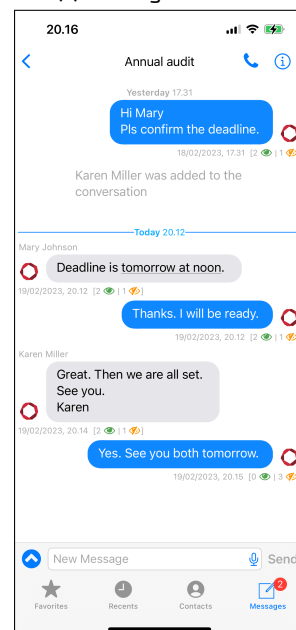 20.16
Annual audit
Yesterday 17.31
Hi Mary
Pls confirm the deadline.
18/02/2023, 17.31 [2 | 1
Karen Miller was added to the
conversation
Today 20.12
Mary Johnson
Deadline is tomorrow at noon.
19/02/2023, 20.12 [2 | 1 ]
Thanks. I will be ready.
19/02/2023, 20.12 [2 | 1
Karen Miller
Great. Then we are all set.
See you.
Karen
19/02/2023, 20.14 [2 | 1 ]
Yes. See you both tomorrow.
19/02/2023, 20.15 [0 | 3
New Message
Send
Favorites
Recents
Contacts
2
Messages